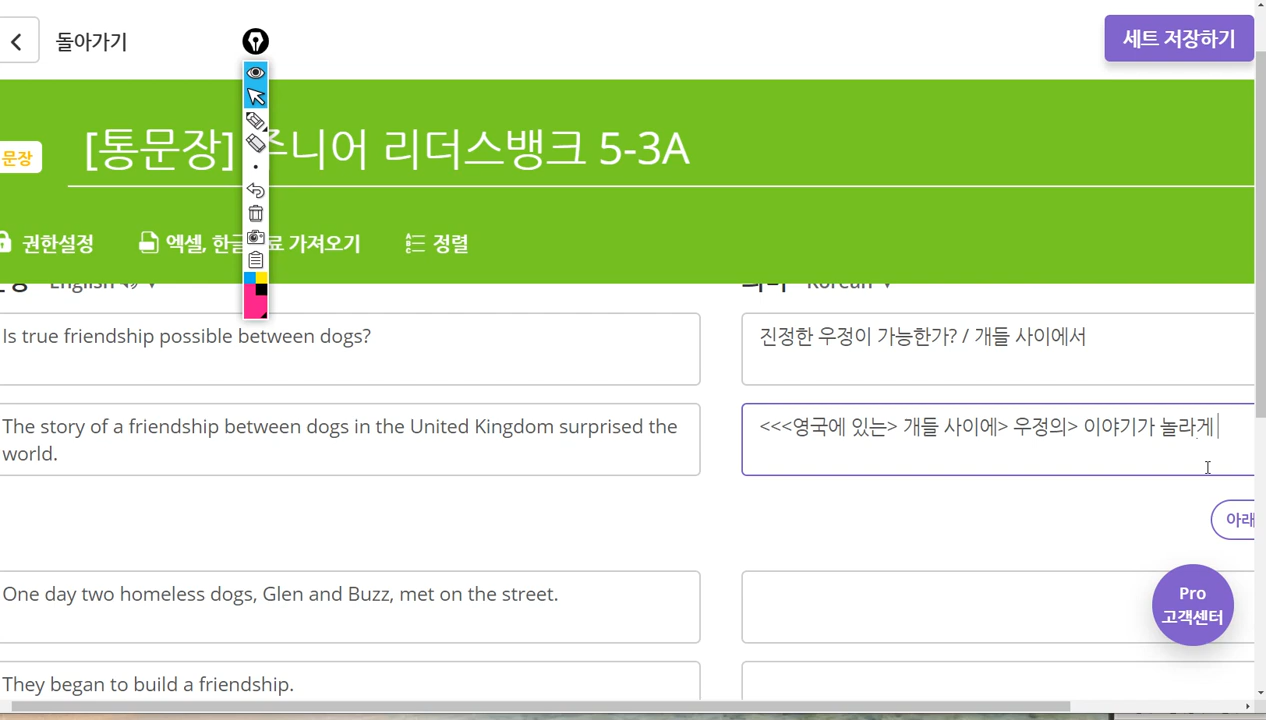 돌아가기
세트 저장하기
문장
[통문장] 주니어 리더스뱅크 5-3A
권한설정
엑셀, 한글 자료 가져오기
정렬
English
Korean
Is true friendship possible between dogs?
진정한 우정이 가능한가? / 개들 사이에서
The story of a friendship between dogs in the United Kingdom surprised the
world.
<<<영국에 있는> 개들 사이에> 우정의> 이야기가 놀라게
아래
One day two homeless dogs, Glen and Buzz, met on the street.
Pro
고객센터
They began to build a friendship.